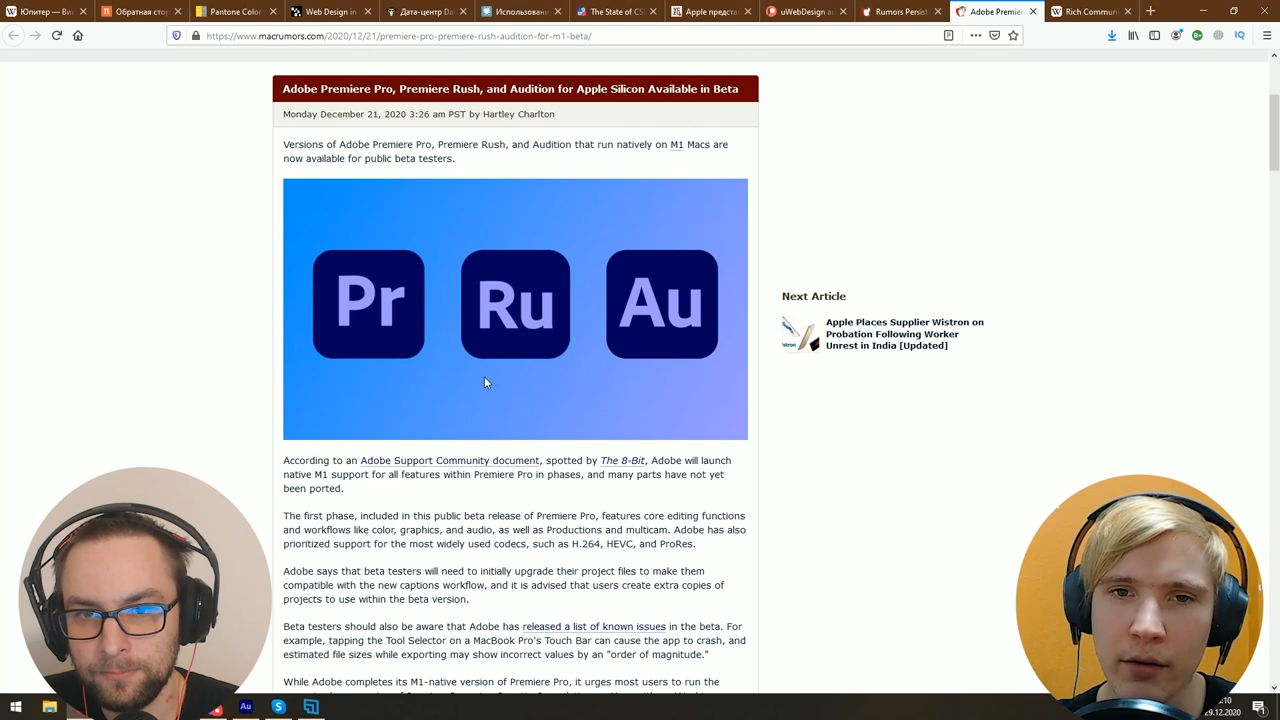 Юпитер — Вик
Обратная сторо
Pantone Color o
Web Design in
Дата-центр Da
Использовани
The State of CS
Apple предста
uWebDesign an
Rumors Persist
Adobe Premiere
Rich Communi
https://www.macrumors.com/2020/12/21/premiere-pro-premiere-rush-audition-for-m1-beta/
Adobe Premiere Pro, Premiere Rush, and Audition for Apple Silicon Available in Beta
Monday December 21, 2020 3:26 am PST by Hartley Charlton
Versions of Adobe Premiere Pro, Premiere Rush, and Audition that run natively on M1 Macs are
now available for public beta testers.
Pr Ru Au
Next Article
Apple Places Supplier Wistron on
Probation Following Worker
Unrest in India [Updated]
According to an Adobe Support Community document, spotted by The 8-Bit, Adobe will launch
native M1 support for all features within Premiere Pro in phases, and many parts have not yet
been ported.
The first phase, included in this public beta release of Premiere Pro, features core editing functions
and workflows like color, graphics, and audio, as well as Productions and multicam. Adobe has also
prioritized support for the most widely used codecs, such as H.264, HEVC, and ProRes.
Adobe says that beta testers will need to initially upgrade their project files to make them
compatible with the new captions workflow, and it is advised that users create extra copies of
projects to use within the beta version.
Beta testers should also be aware that Adobe has released a list of known issues in the beta. For
example, tapping the Tool Selector on a MacBook Pro's Touch Bar can cause the app to crash, and
estimated file sizes while exporting may show incorrect values by an "order of magnitude."
While Adobe completes its M1-native version of Premiere Pro, it urges most users to run the
Au
29.12.2020